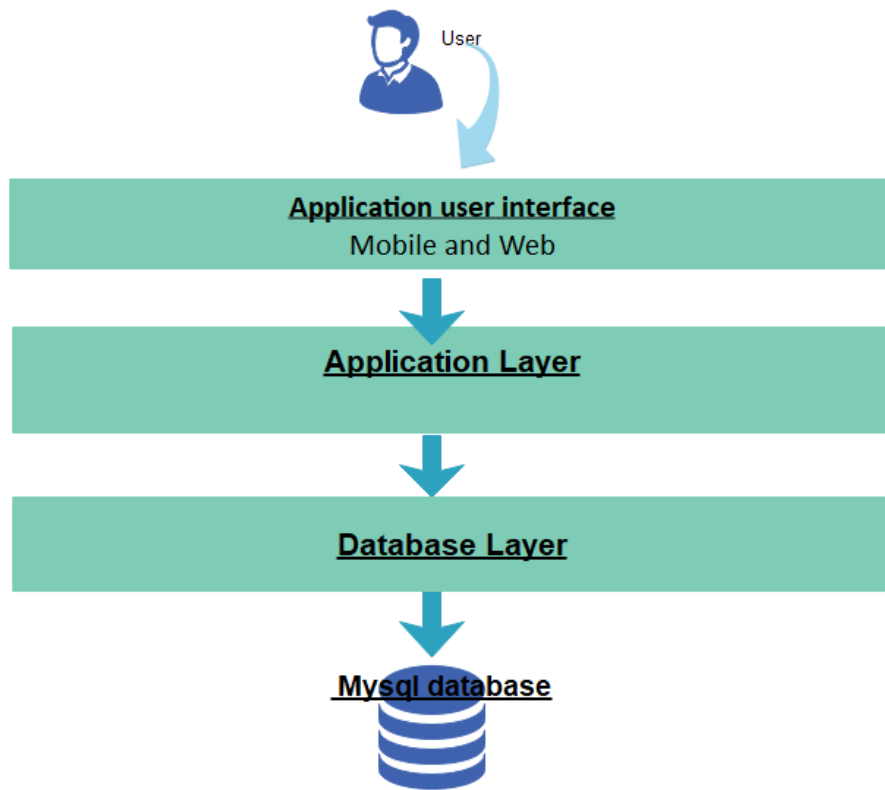 User
Application user interface
Mobile and Web
Application Layer
Database Layer
Mysql database